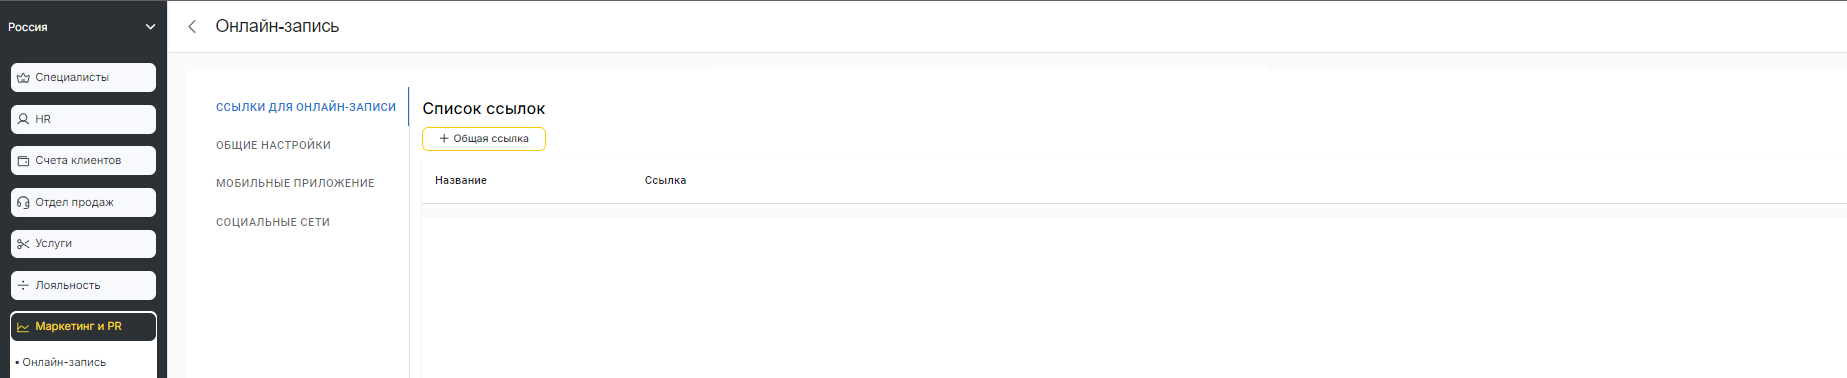 Россия
Онлайн-запись
Специалисты
HR
Счета клиентов
Отдел продаж
Услуги
Лояльность
Маркетинг и PR
• Онлайн-запись
ССЫЛКИ ДЛЯ ОНЛАЙН-ЗАПИСИ
ОБЩИЕ НАСТРОЙКИ
МОБИЛЬНЫЕ ПРИЛОЖЕНИЕ
СОЦИАЛЬНЫЕ СЕТИ
Список ссылок
+ Общая ссылка
Название Ссылка